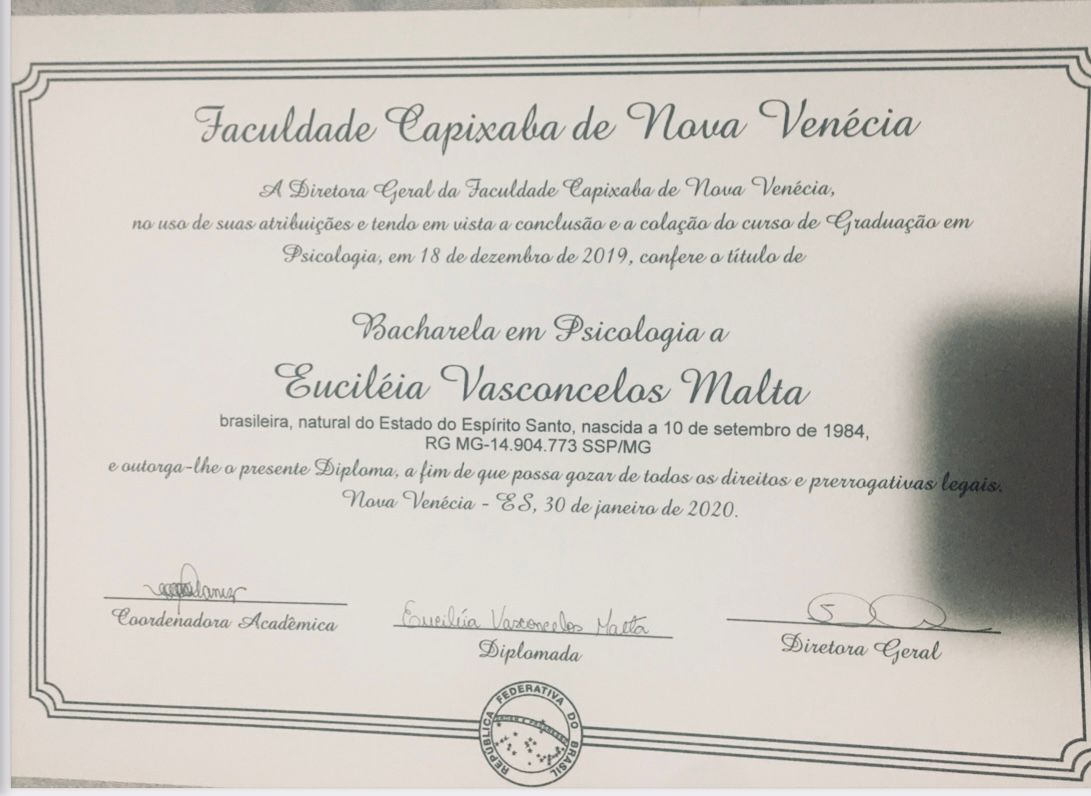 Faculdade Capixaba de Nova Venécia
A Diretora Geral da Faculdade Capixaba de Nova Venécia,
no uso de suas atribuições e tendo em vista a conclusão e a colação do curso de Graduação em
Psicologia, em 18 de dezembro de 2019, confere o título de
Bacharela em Psicologia a
Euciléia Vasconcelos Malta
brasileira, natural do Estado do Espírito Santo, nascida a 10 de setembro de 1984,
RG MG-14.904.773 SSP/MG
e outorga-lhe o presente Diploma, a fim de que possa gozar de todos os direitos e prerrogativas legais.
Nova Venécia - ES, 30 de janeiro de 2020.
Coordenadora Acadêmica
Euciléia Vasconcelos Malta
Diplomada
Diretora Geral
REPÚBLICA FEDERATIVA DO BRASIL